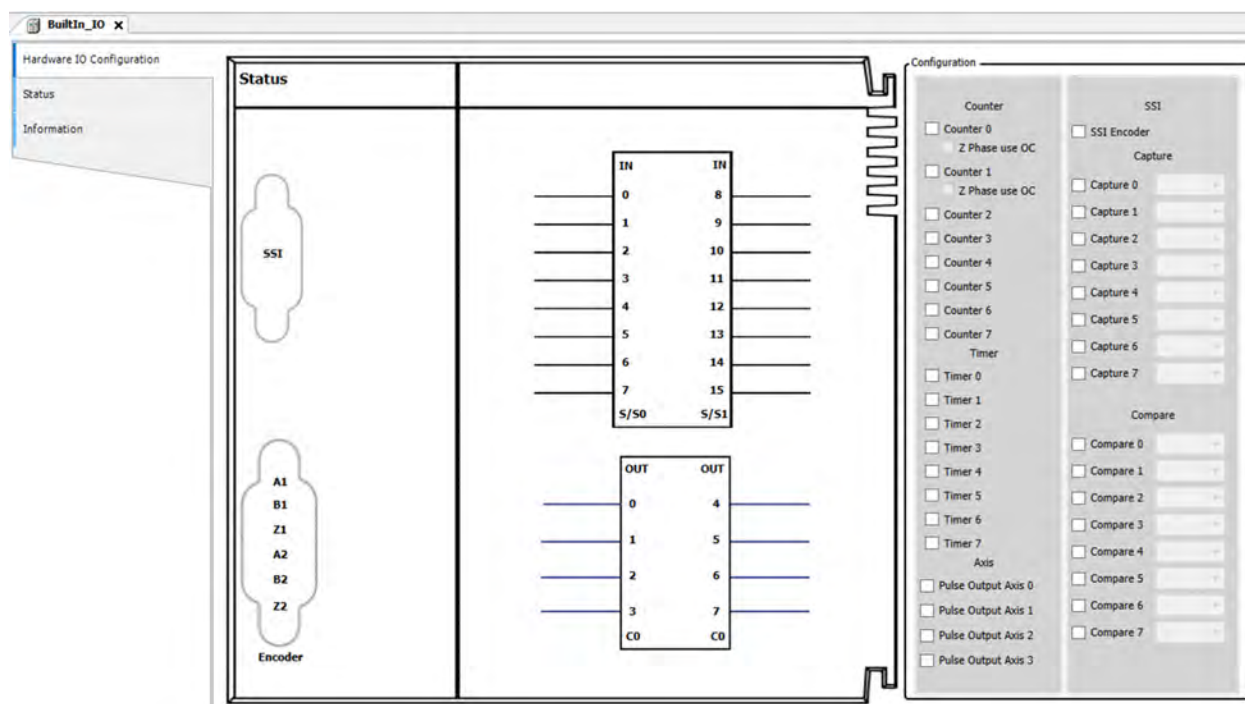 BuiltIn_IO X
Hardware IO Configuration
Status
Information
Status
SSI
A1
B1
Z1
A2
B2
Z2
Encoder
IN IN
0 8
1 9
2 10
3 11
4 12
5 13
6 14
7 15
S/S0 S/S1
OUT OUT
0 4
1 5
2 6
3 7
C0 C0
Configuration
Counter
Counter 0
Z Phase use OC
Counter 1
Z Phase use OC
Counter 2
Counter 3
Counter 4
Counter 5
Counter 6
Counter 7
Timer
Timer 0
Timer 1
Timer 2
Timer 3
Timer 4
Timer 5
Timer 6
Timer 7
Axis
Pulse Output Axis 0
Pulse Output Axis 1
Pulse Output Axis 2
Pulse Output Axis 3
SSI
SSI Encoder
Capture
Capture 0
Capture 1
Capture 2
Capture 3
Capture 4
Capture 5
Capture 6
Capture 7
Compare
Compare 0
Compare 1
Compare 2
Compare 3
Compare 4
Compare 5
Compare 6
Compare 7